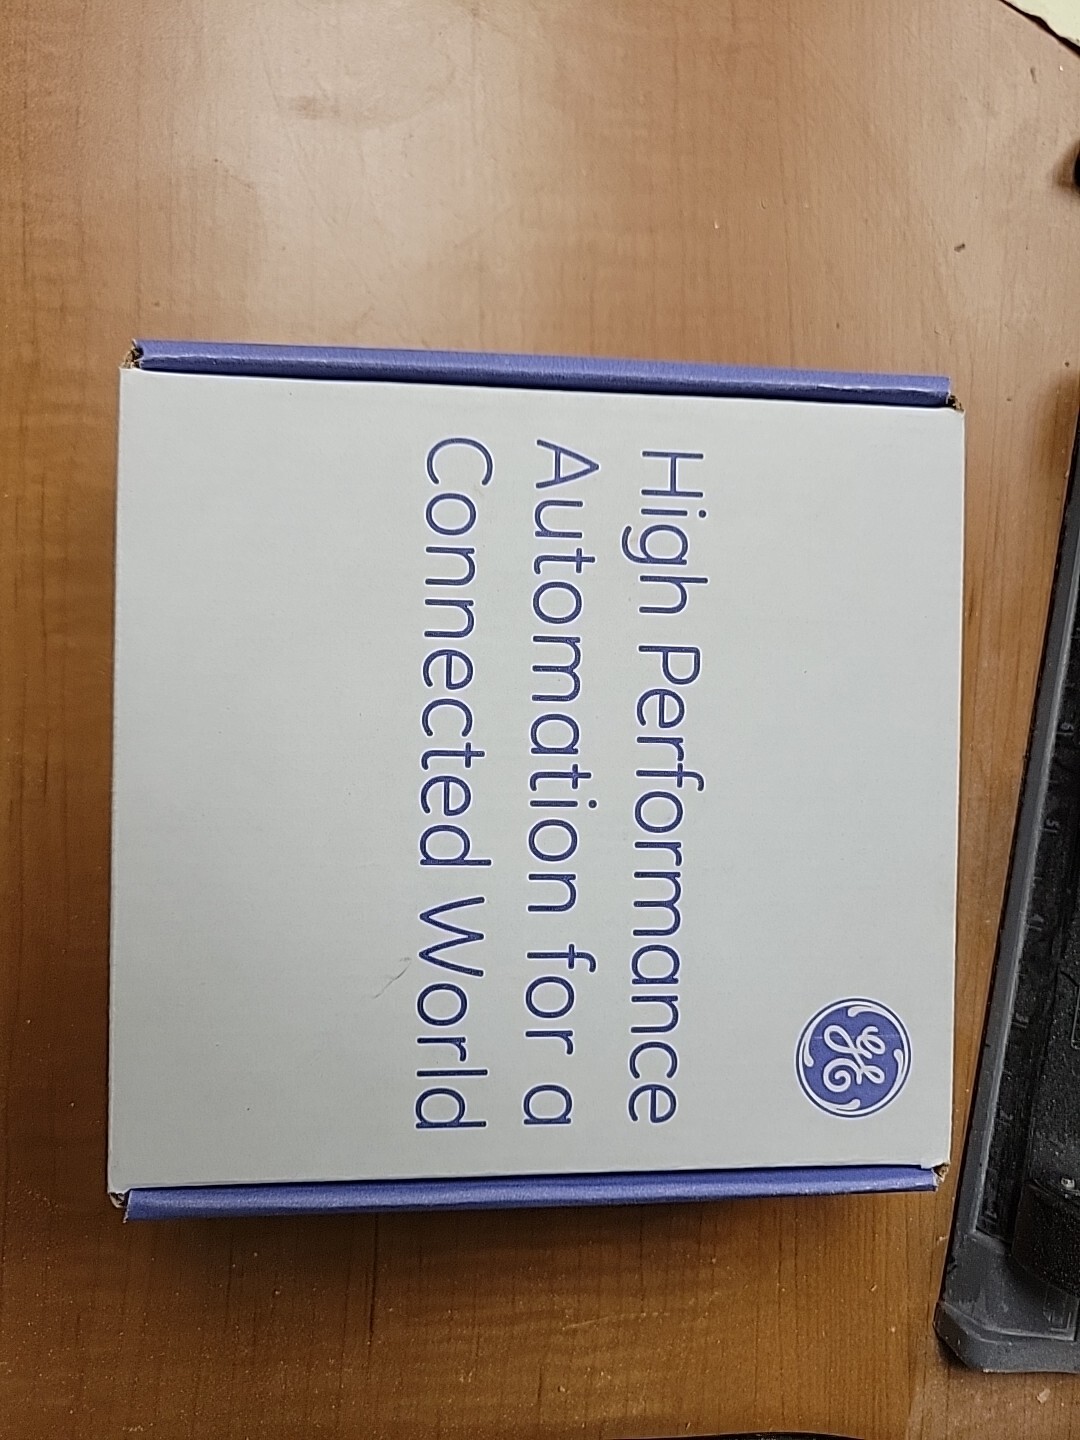 GE
High Performance
Automation for a
Connected World